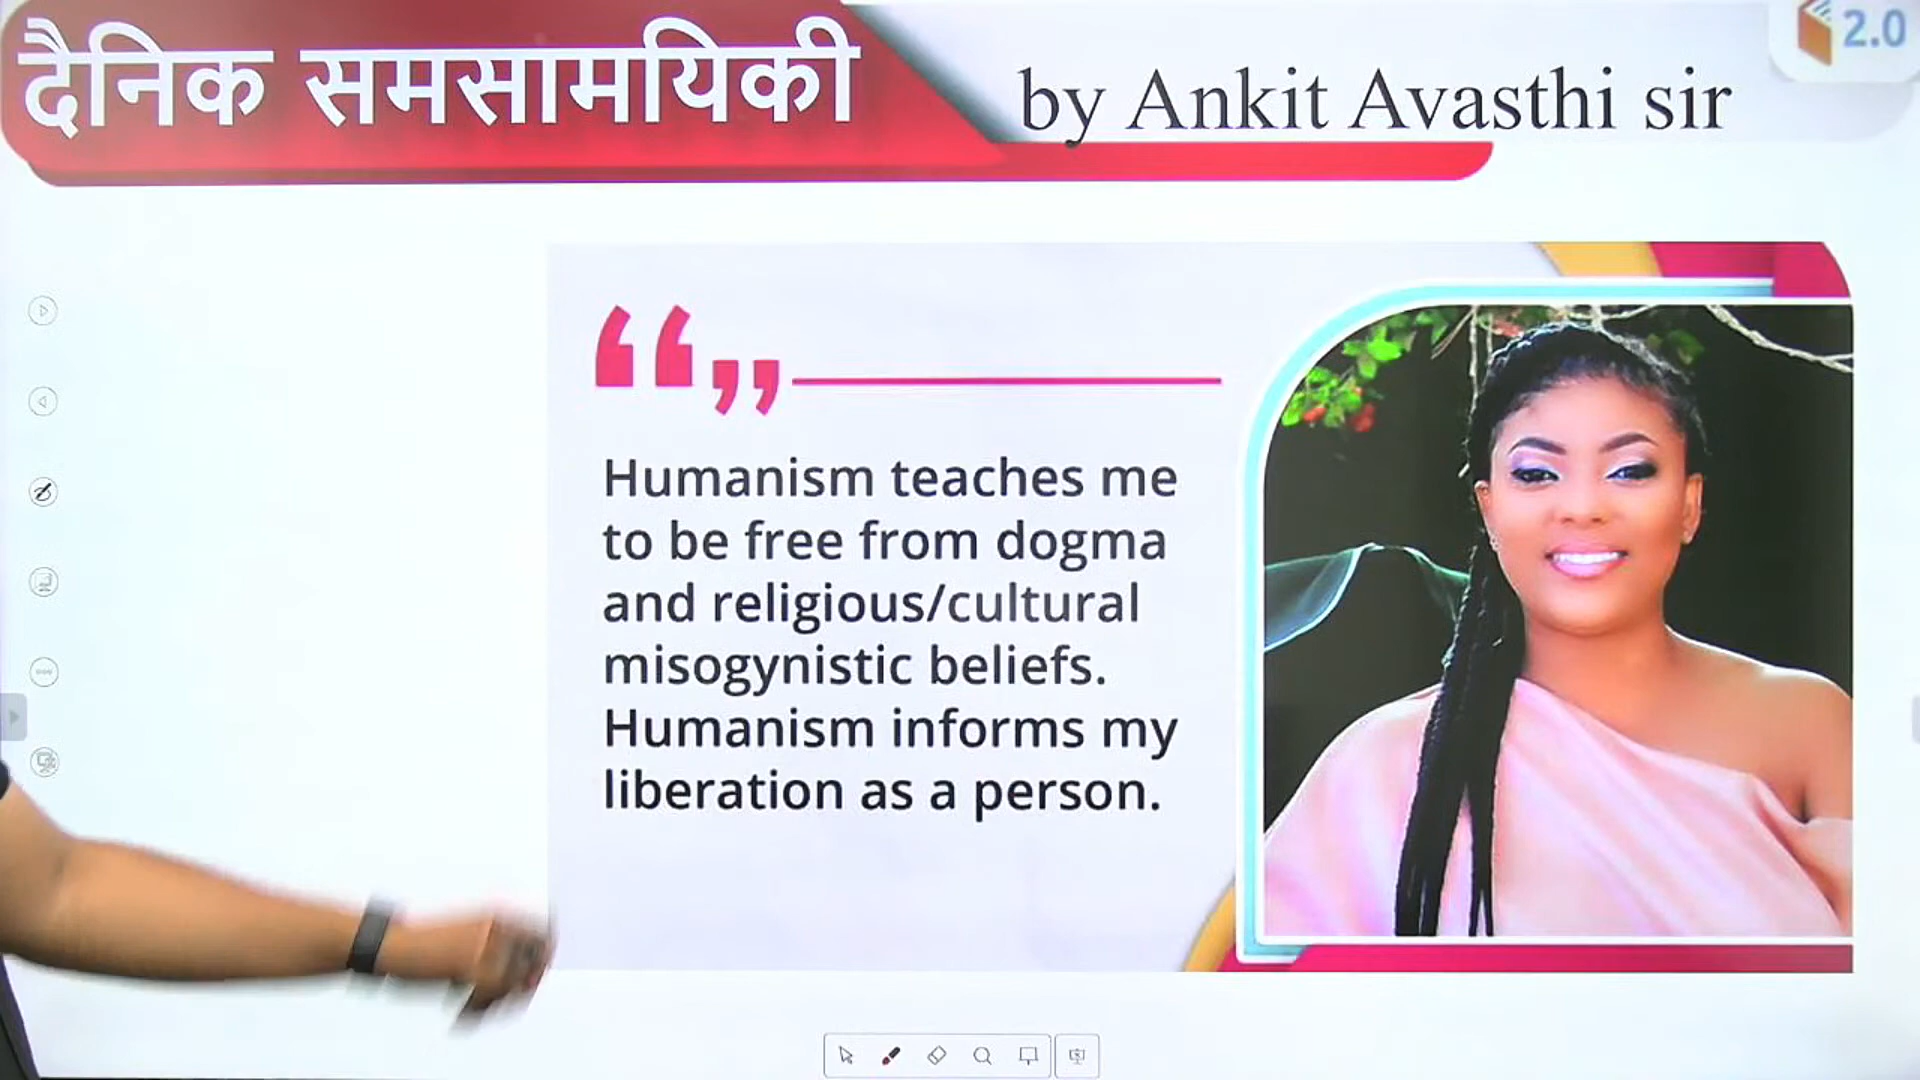 दैनिक समसामयिकी
by Ankit Avasthi sir
2.0
Humanism teaches me
to be free from dogma
and religious/cultural
misogynistic beliefs.
Humanism informs my
liberation as a person.